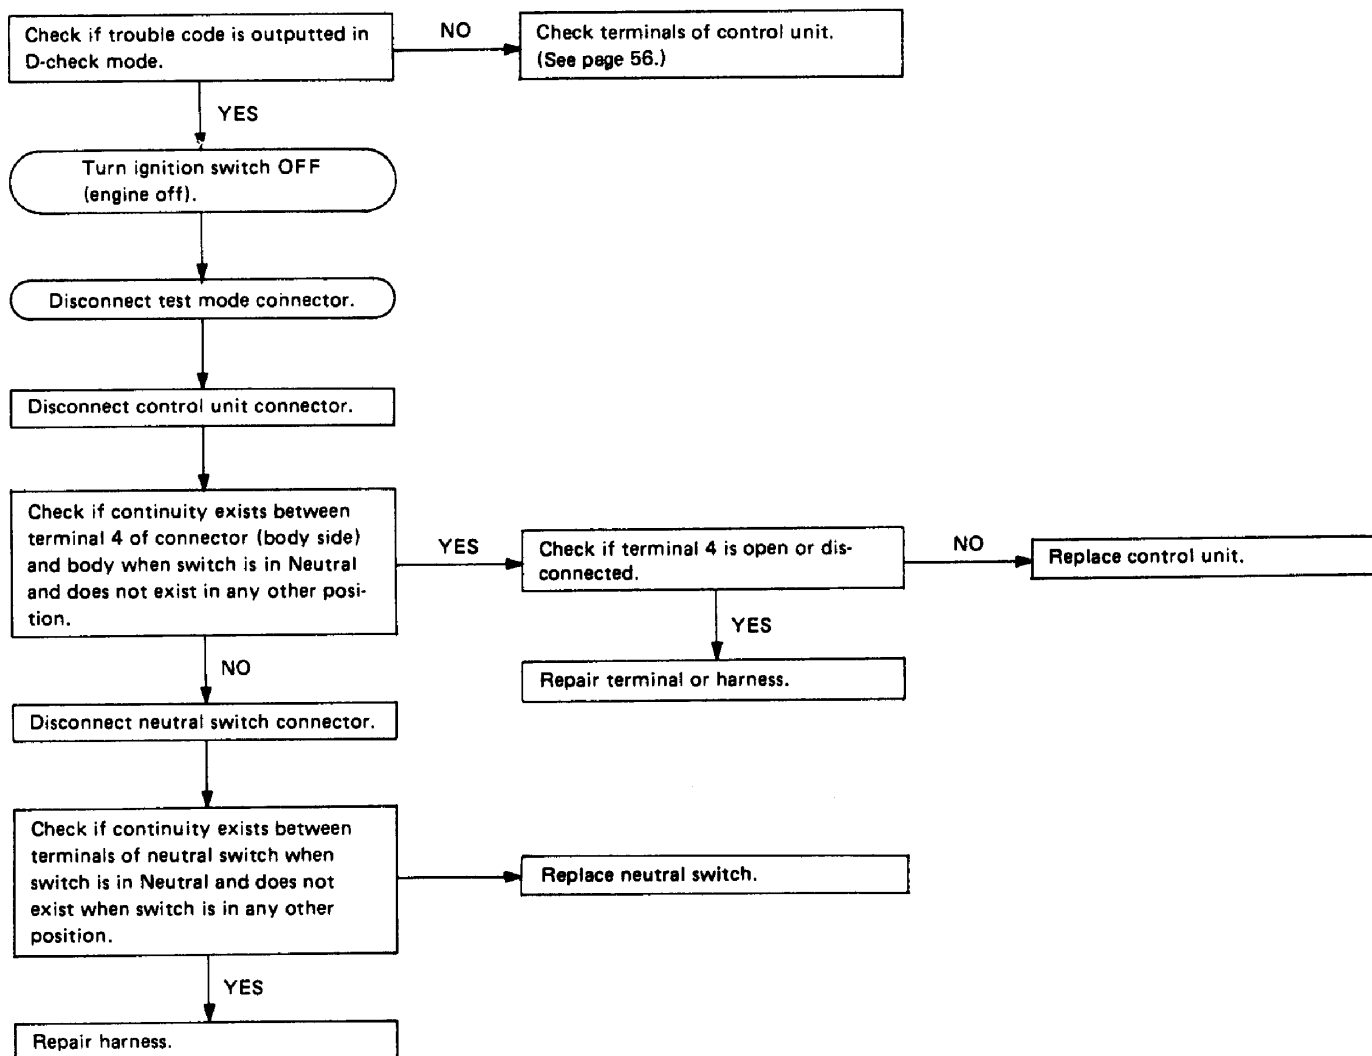 Check if trouble code is outputted in
D-check mode.
NO
Check terminals of control unit.
(See page 56.)
YES
Turn ignition switch OFF
(engine off).
Disconnect test mode connector.
Disconnect control unit connector.
Check if continuity exists between
terminal 4 of connector (body side)
and body when switch is in Neutral
and does not exist in any other posi-
tion.
YES
Check if terminal 4 is open or dis-
connected.
NO
Replace control unit.
YES
Repair terminal or harness.
NO
Disconnect neutral switch connector.
Check if continuity exists between
terminals of neutral switch when
switch is in Neutral and does not
exist when switch is in any other
position.
Replace neutral switch.
YES
Repair harness.